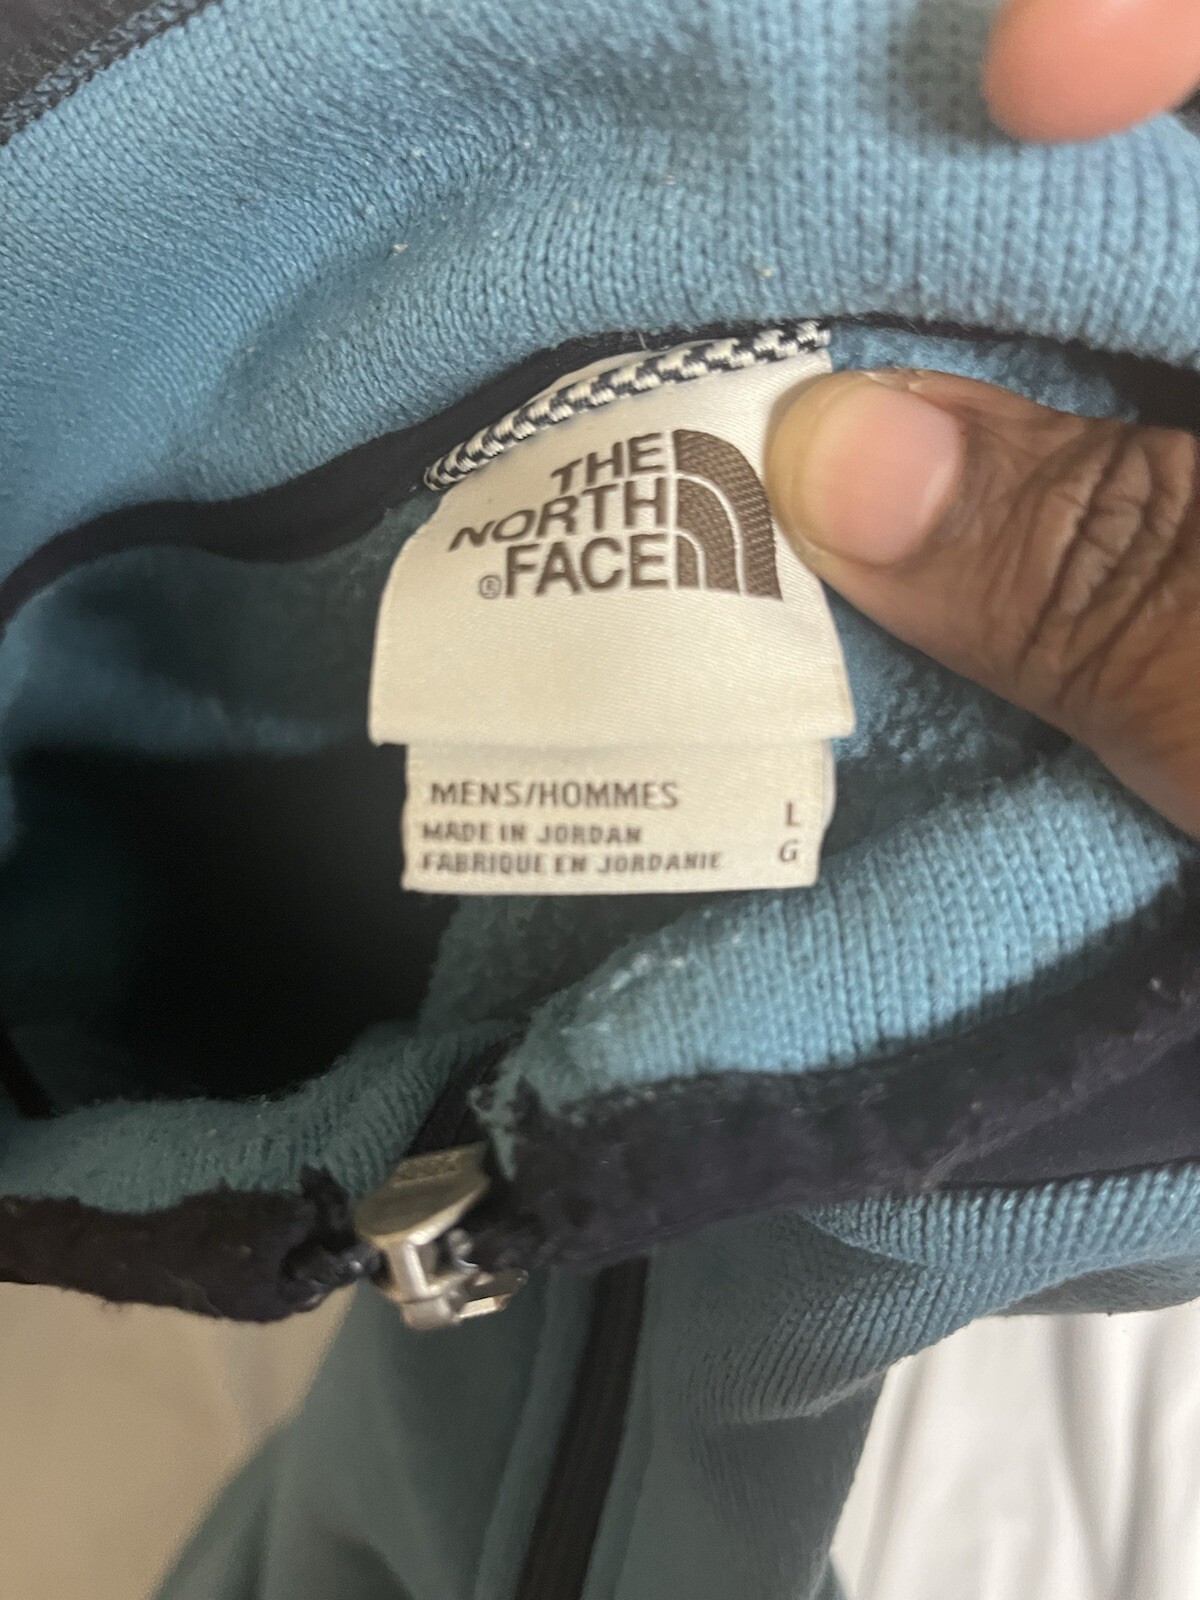 THE
NORTH
®FACE
MENS/HOMMES
L
MADE IN JORDAN
FABRIQUE EN JORDANIE
G